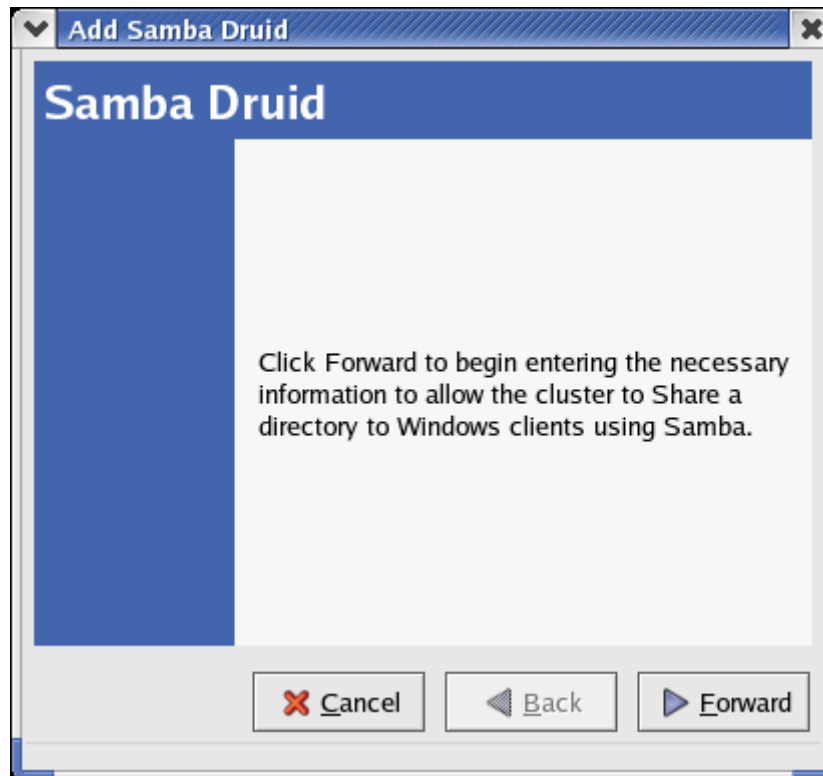 Add Samba Druid
Samba Druid
Click Forward to begin entering the necessary
information to allow the cluster to Share a
directory to Windows clients using Samba.
Cancel
Back
Forward